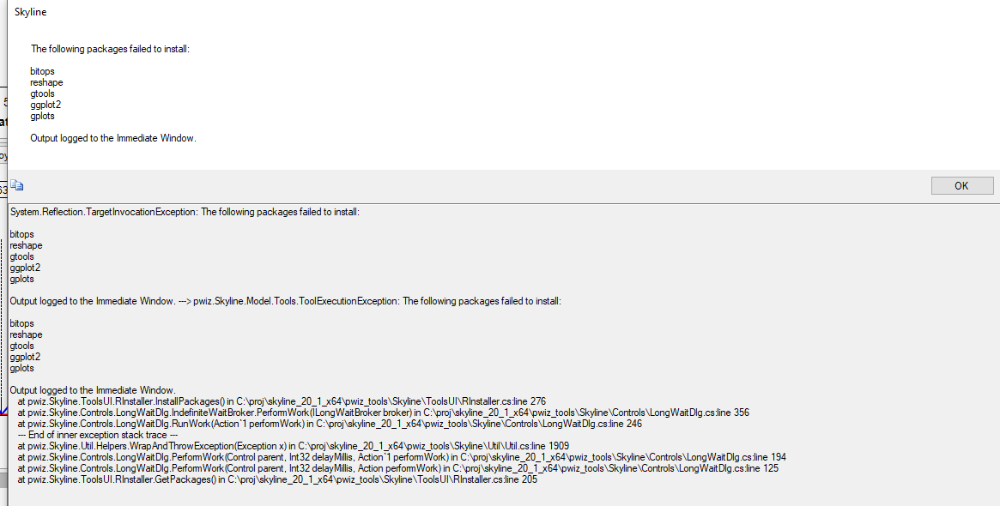 Skyline
The following packages failed to install:
bitops
reshape
gtools
ggplot2
gplots
Output logged to the Immediate Window.
OK
System.Reflection.TargetInvocationException: The following packages failed to install:
bitops
reshape
gtools
ggplot2
gplots
Output logged to the Immediate Window. ---> pwiz.Skyline.Model.Tools.ToolExecutionException: The following packages failed to install:
bitops
reshape
gtools
ggplot2
gplots
Output logged to the Immediate Window.
at pwiz.Skyline.ToolsUI.RInstaller.InstallPackages() in C:\proj\skyline_20_1_x64\pwiz_tools\Skyline\ToolsUI\RInstaller.cs:line 276
at pwiz.Skyline.Controls.LongWaitDlg.IndefiniteWaitBroker.PerformWork(ILongWaitBroker broker) in C:\proj\skyline_20_1_x64\pwiz_tools\Skyline\Controls\LongWaitDlg.cs:line 356
at pwiz.Skyline.Controls.LongWaitDlg.RunWork(Action`1 performWork) in C:\proj\skyline_20_1_x64\pwiz_tools\Skyline\Controls\LongWaitDlg.cs:line 246
--- End of inner exception stack trace ---
at pwiz.Skyline.Util.Helpers.WrapAndThrowException(Exception x) in C:\proj\skyline_20_1_x64\pwiz_tools\Skyline\Util\Util.cs:line 1909
at pwiz.Skyline.Controls.LongWaitDlg.PerformWork(Control parent, Int32 delayMillis, Action`1 performWork) in C:\proj\skyline_20_1_x64\pwiz_tools\Skyline\Controls\LongWaitDlg.cs:line 194
at pwiz.Skyline.Controls.LongWaitDlg.PerformWork(Control parent, Int32 delayMillis, Action performWork) in C:\proj\skyline_20_1_x64\pwiz_tools\Skyline\Controls\LongWaitDlg.cs:line 125
at pwiz.Skyline.ToolsUI.RInstaller.GetPackages() in C:\proj\skyline_20_1_x64\pwiz_tools\Skyline\ToolsUI\RInstaller.cs:line 205